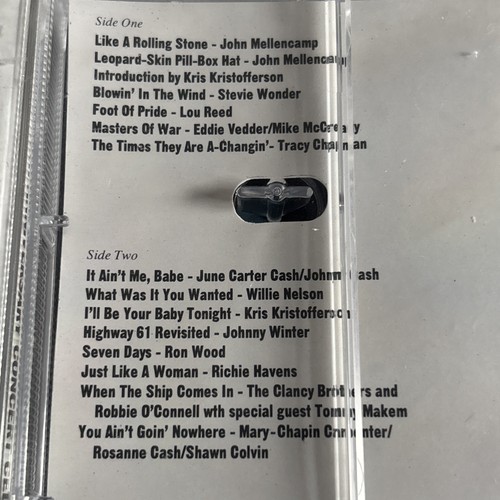 Side One
Like A Rolling Stone - John Mellencamp
Leopard-Skin Pill-Box Hat - John Mellencamp
Introduction by Kris Kristofferson
Blowin' In The Wind - Stevie Wonder
Foot Of Pride - Lou Reed
Masters Of War - Eddie Vedder/Mike McCready
The Times They Are A-Changin'- Tracy Chapman
Side Two
It Ain't Me, Babe - June Carter Cash/Johnny Cash
What Was It You Wanted - Willie Nelson
I'll Be Your Baby Tonight - Kris Kristofferson
Highway 61 Revisited - Johnny Winter
Seven Days - Ron Wood
Just Like A Woman - Richie Havens
When The Ship Comes In - The Clancy Brothers and
Robbie O'Connell wth special guest Tommy Makem
You Ain't Goin' Nowhere - Mary-Chapin Carpenter/
Rosanne Cash/Shawn Colvin
CONCERT